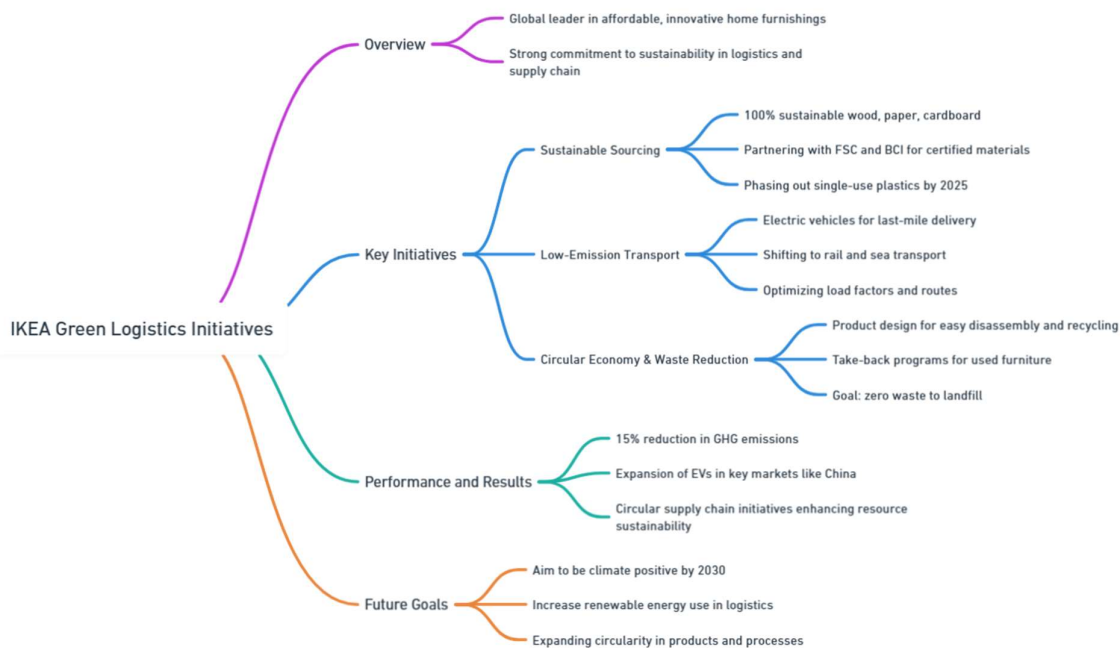 IKEA Green Logistics Initiatives
Overview
Global leader in affordable, innovative home furnishings
Strong commitment to sustainability in logistics and
supply chain
Key Initiatives
Sustainable Sourcing
100% sustainable wood, paper, cardboard
Partnering with FSC and BCI for certified materials
Phasing out single-use plastics by 2025
Low-Emission Transport
Electric vehicles for last-mile delivery
Shifting to rail and sea transport
Optimizing load factors and routes
Circular Economy & Waste Reduction
Product design for easy disassembly and recycling
Take-back programs for used furniture
Goal: zero waste to landfill
Performance and Results
15% reduction in GHG emissions
Expansion of EVs in key markets like China
Circular supply chain initiatives enhancing resource
sustainability
Future Goals
Aim to be climate positive by 2030
Increase renewable energy use in logistics
Expanding circularity in products and processes